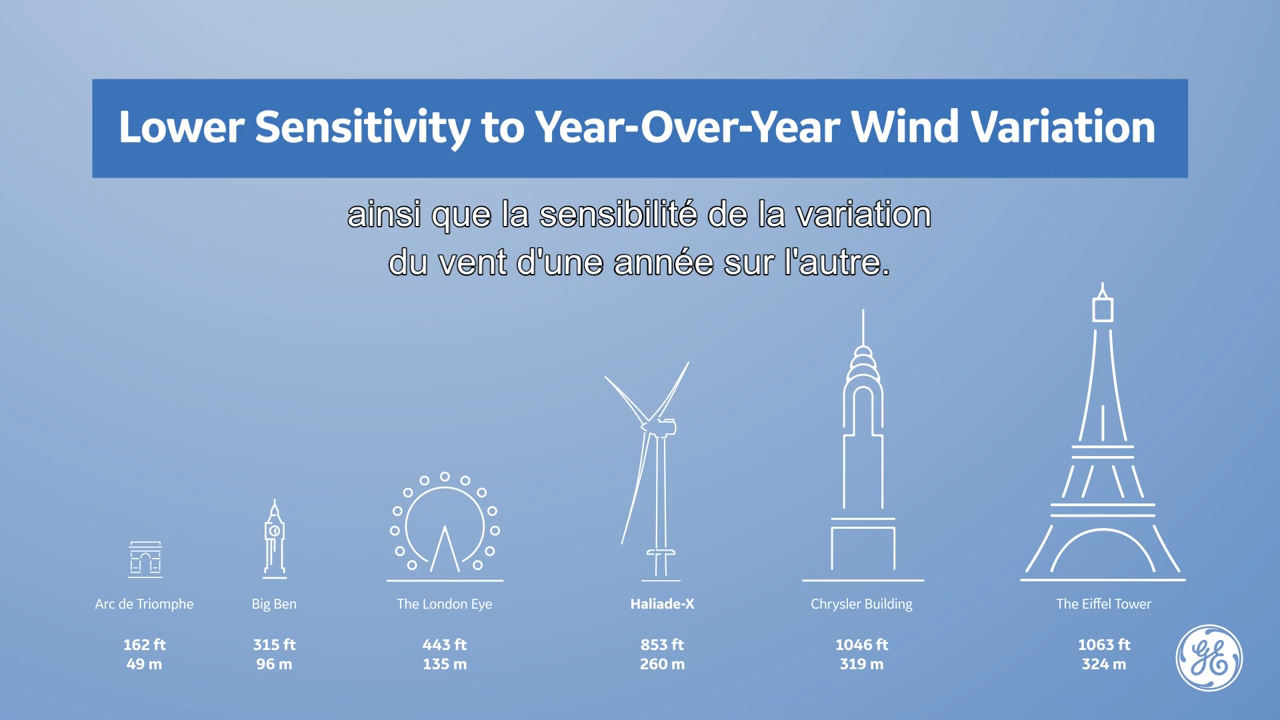 Lower Sensitivity to Year-Over-Year Wind Variation
ainsi que la sensibilité de la variation
du vent d'une année sur l'autre.
Arc de Triomphe
162 ft
49 m
Big Ben
315 ft
96 m
The London Eye
443 ft
135 m
Haliade-X
853 ft
260 m
Chrysler Building
1046 ft
319 m
The Eiffel Tower
1063 ft
324 m
GE